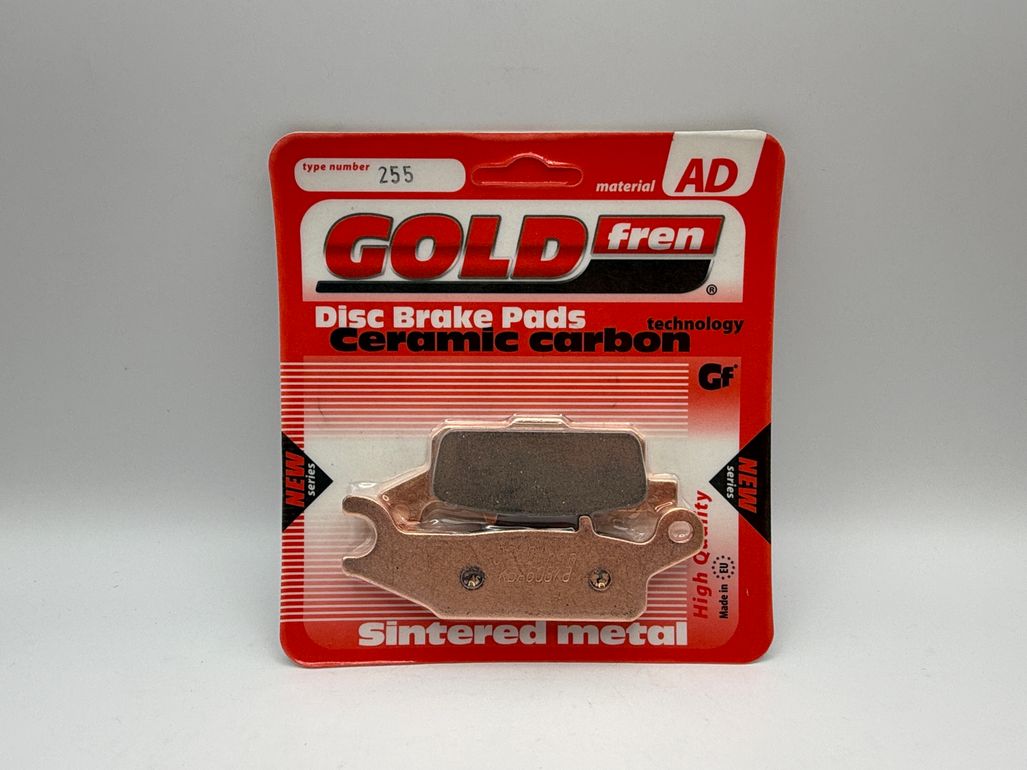 type number 255
material AD
GOLD fren ®
Disc Brake Pads
Ceramic carbon technology
Gf
NEW series
NEW series
High Quality
Made in EU
Sintered metal